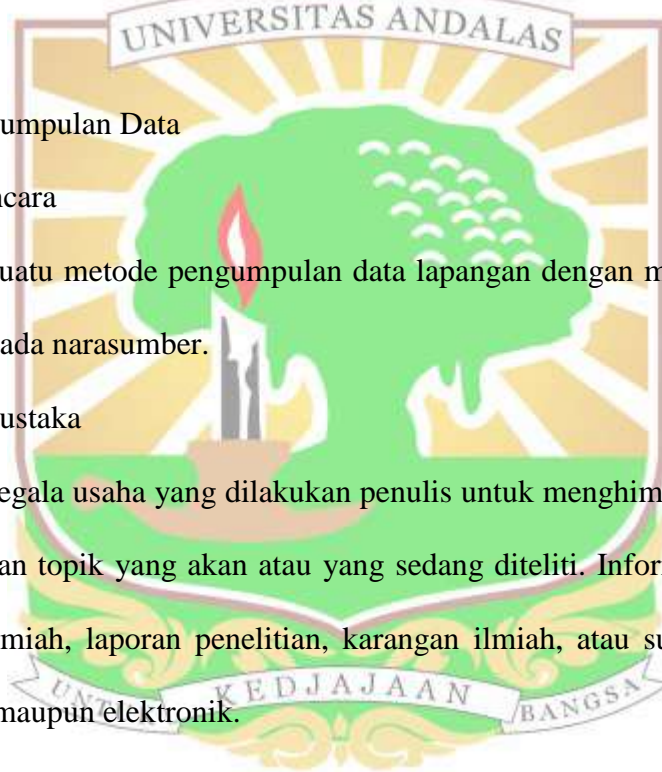 UNIVERSITAS ANDALAS
umpulan Data
ncara
uatu metode pengumpulan data lapangan dengan m
ada narasumber.
ustaka
egala usaha yang dilakukan penulis untuk menghim
an topik yang akan atau yang sedang diteliti. Infor
miah, laporan penelitian, karangan ilmiah, atau su
maupun elektronik.
KEDJAJAAN BANGSA